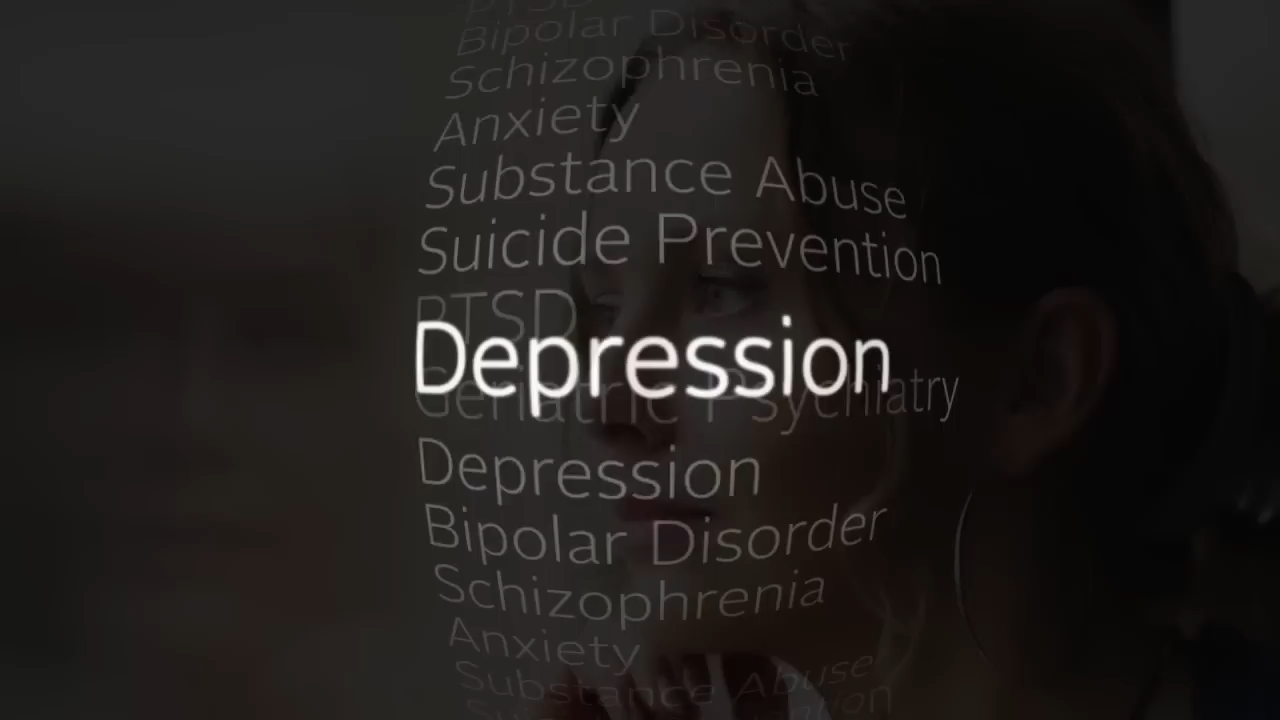 PTSD
Bipolar Disorder
Schizophrenia
Anxiety
Substance Abuse
Suicide Prevention
PTSD
Depression
Geriatric Psychiatry
Depression
Bipolar Disorder
Schizophrenia
Anxiety
Substance Abuse